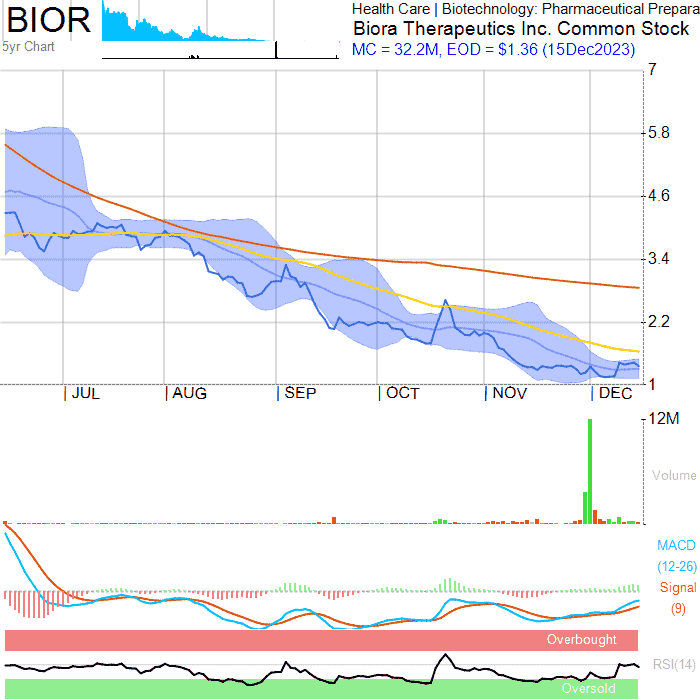 BIOR
5yr Chart
Health Care | Biotechnology: Pharmaceutical Prepara
Biora Therapeutics Inc. Common Stock
MC = 32.2M, EOD = $1.36 (15Dec2023)
7
5.8
4.6
3.4
2.2
1
JUL AUG SEP OCT NOV DEC
12M
Volume
MACD
(12-26)
Signal
(9)
Overbought
RSI(14)
Oversold